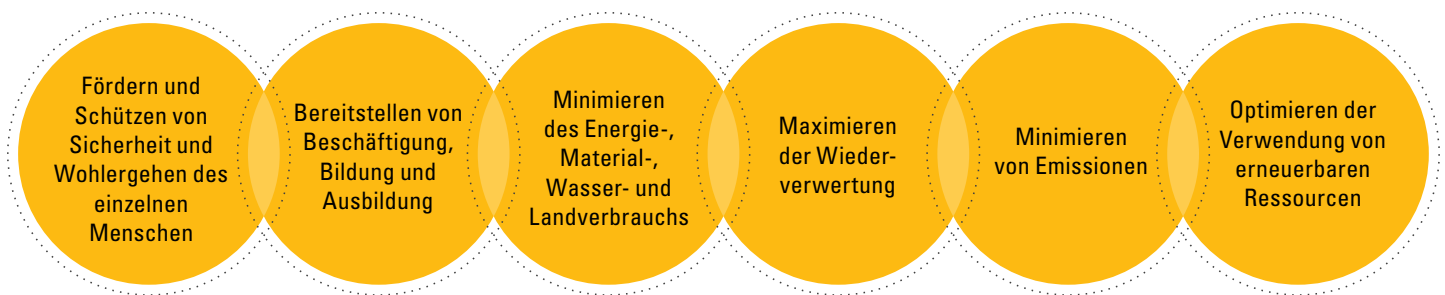 Fördern und
Schützen von
Sicherheit und
Wohlergehen des
einzelnen
Menschen
Bereitstellen von
Beschäftigung,
Bildung und
Ausbildung
Minimieren
des Energie-,
Material-,
Wasser- und
Landverbrauchs
Maximieren
der Wieder-
verwertung
Minimieren
von Emissionen
Optimieren der
Verwendung von
erneuerbaren
Ressourcen